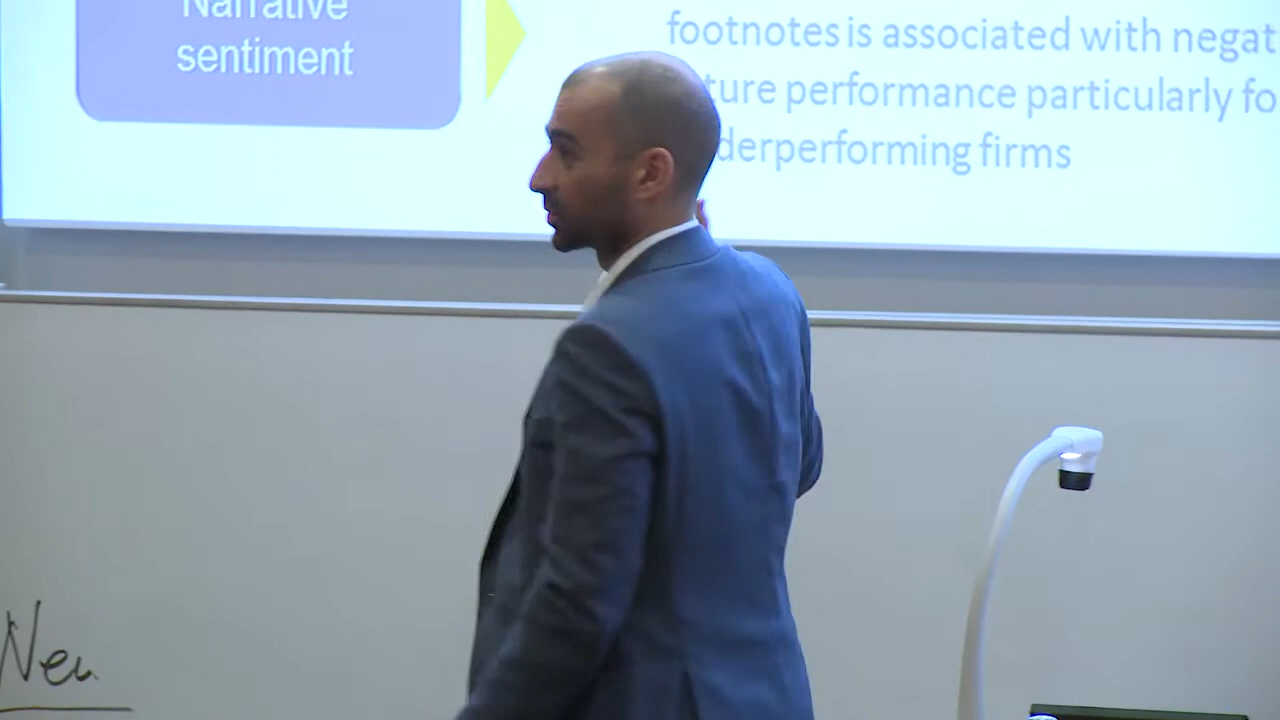 Narrative
sentiment
footnotes is associated with negat
ture performance particularly fo
derperforming firms